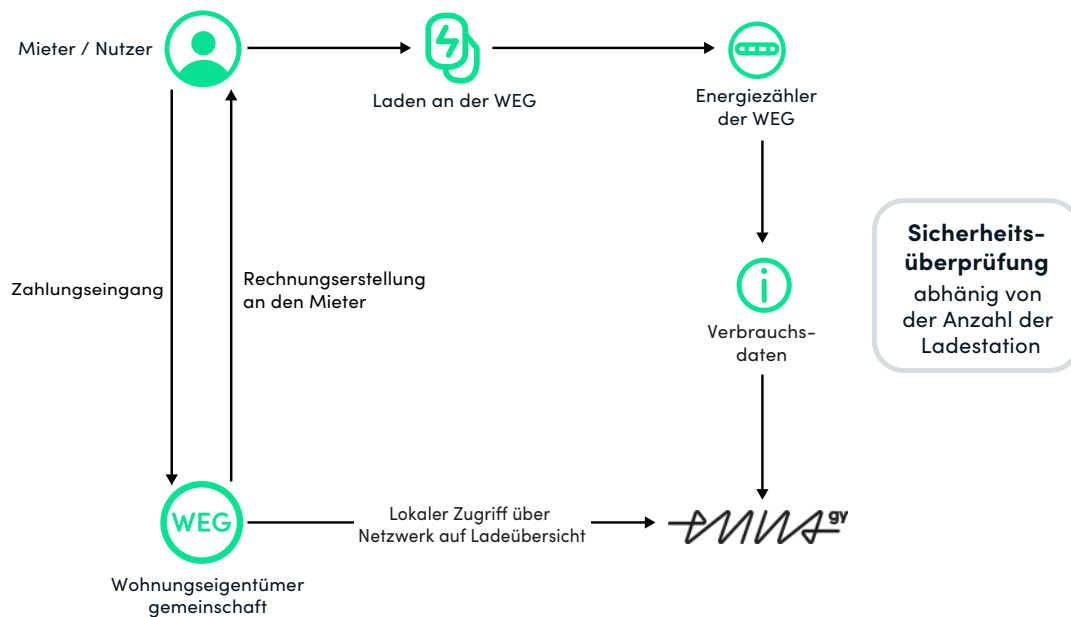 Mieter / Nutzer
Laden an der WEG
Energiezähler
der WEG
Zahlungseingang
Rechnungserstellung
an den Mieter
Verbrauchs-
daten
Sicherheits-
überprüfung
abhänig von
der Anzahl der
Ladestation
WEG
Lokaler Zugriff über
Netzwerk auf Ladeübersicht
gy
Wohnungseigentümer
gemeinschaft